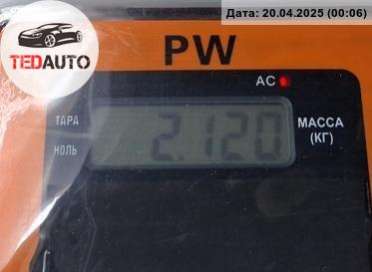 Дата: 20.04.2025 (00:06)
TEDAUTO
PW
AC
ТАРА
НОЛЬ
2.120
МАССА
(КГ)